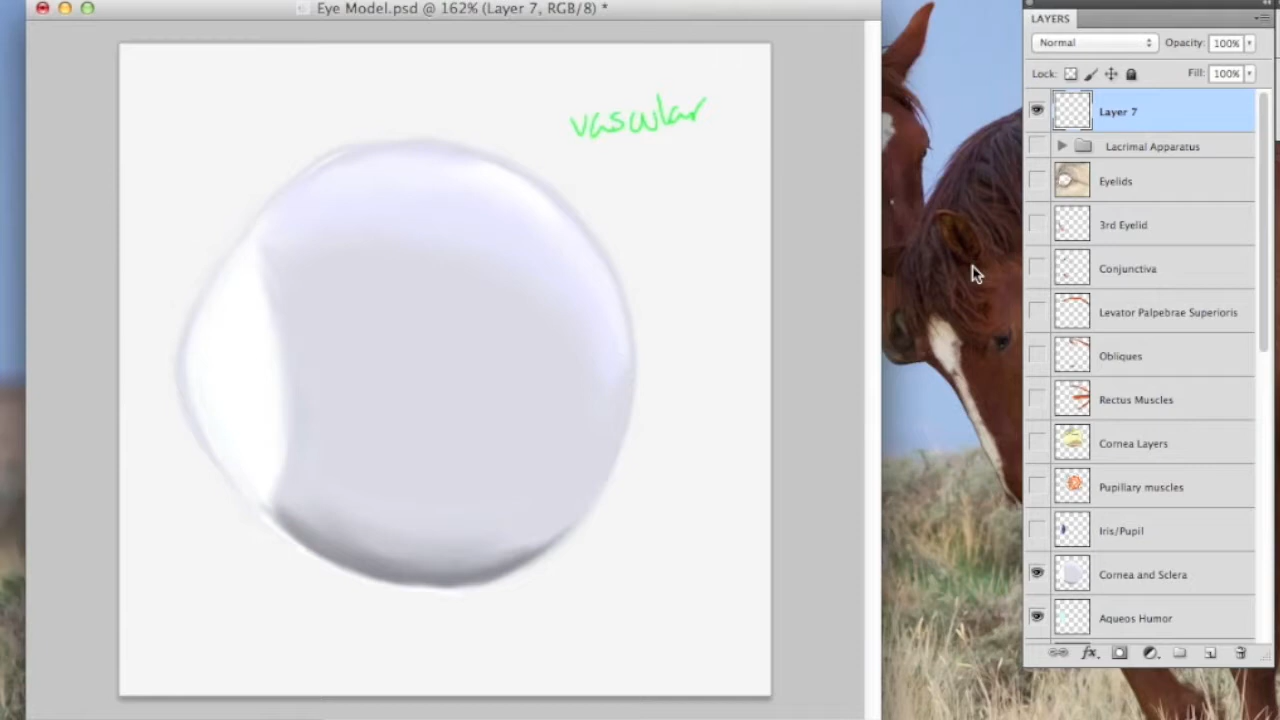 Eye Model.psd @ 162% (Layer 7, RGB/8) *
vascular
LAYERS
Normal Opacity: 100%
Lock: Fill: 100%
Layer 7
Lacrimal Apparatus
Eyelids
3rd Eyelid
Conjunctiva
Levator Palpebrae Superioris
Obliques
Rectus Muscles
Cornea Layers
Pupillary muscles
Iris/Pupil
Cornea and Sclera
Aqueos Humor
fx